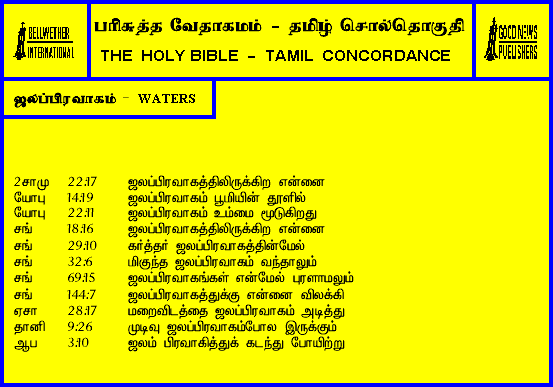 BELLWETHER
INTERNATIONAL
பரிசுத்த வேதாகமம் - தமிழ் சொல்தொகுதி
THE HOLY BIBLE - TAMIL CONCORDANCE
GOOD NEWS
PUBLISHERS
ஜலப்பிரவாகம் - WATERS
2சாமு 22:17 ஜலப்பிரவாகத்திலிருக்கிற என்னை
யோபு 14:19 ஜலப்பிரவாகம் பூமியின் தூளில்
யோபு 22:11 ஜலப்பிரவாகம் உம்மை மூடுகிறது
சங் 18:16 ஜலப்பிரவாகத்திலிருக்கிற என்னை
சங் 29:10 கர்த்தர் ஜலப்பிரவாகத்தின்மேல்
சங் 32:6 மிகுந்த ஜலப்பிரவாகம் வந்தாலும்
சங் 69:15 ஜலப்பிரவாகங்கள் என்மேல் புரளாமலும்
சங் 144:7 ஜலப்பிரவாகத்துக்கு என்னை விலக்கி
ஏசா 28:17 மறைவிடத்தை ஜலப்பிரவாகம் அடித்து
தானி 9:26 முடிவு ஜலப்பிரவாகம்போல இருக்கும்
ஆப 3:10 ஜலம் பிரவாகித்துக் கடந்து போயிற்று